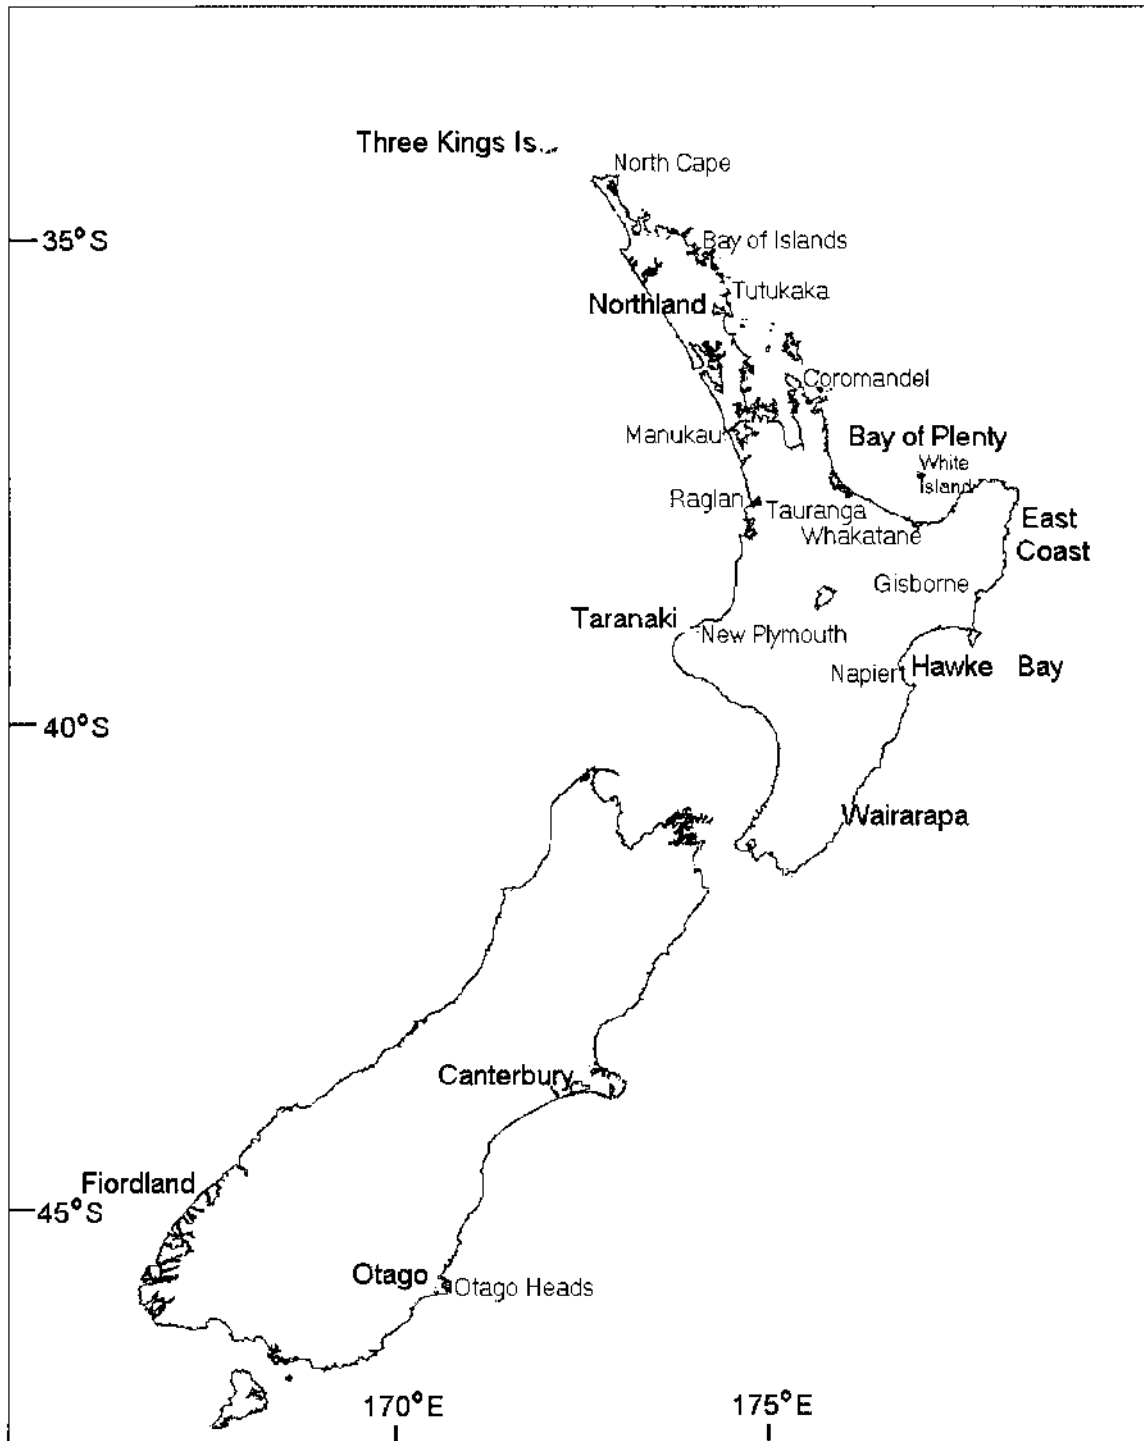 Three Kings Is.
North Cape
35°S
Bay of Islands
Tutukaka
Northland
Coromandel
Manukau
Bay of Plenty
White
Island
Raglan
Tauranga
Whakatane
East
Coast
Gisborne
Taranaki
New Plymouth
Napier
Hawke Bay
40°S
Wairarapa
Canterbury
Fiordland
45°S
Otago
Otago Heads
170°E
175°E